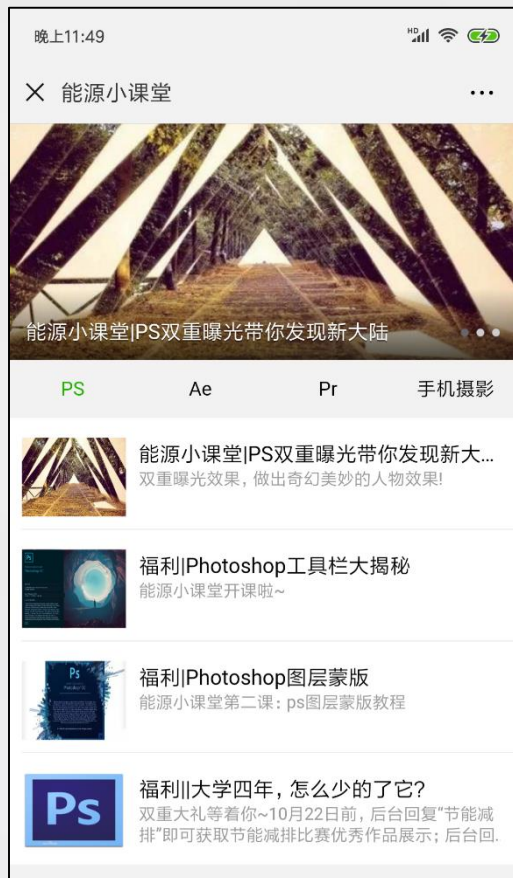 晚上11:49
HD
能源小课堂
能源小课堂|PS双重曝光带你发现新大陆
PS Ae Pr 手机摄影
能源小课堂|PS双重曝光带你发现新大...
双重曝光效果，做出奇幻美妙的人物效果!
福利|Photoshop工具栏大揭秘
能源小课堂开课啦~
Ps
福利|Photoshop图层蒙版
能源小课堂第二课：ps图层蒙版教程
Ps
福利||大学四年，怎么少的了它?
双重大礼等着你~10月22日前，后台回复“节能减
排”即可获取节能减排比赛优秀作品展示；后台回.